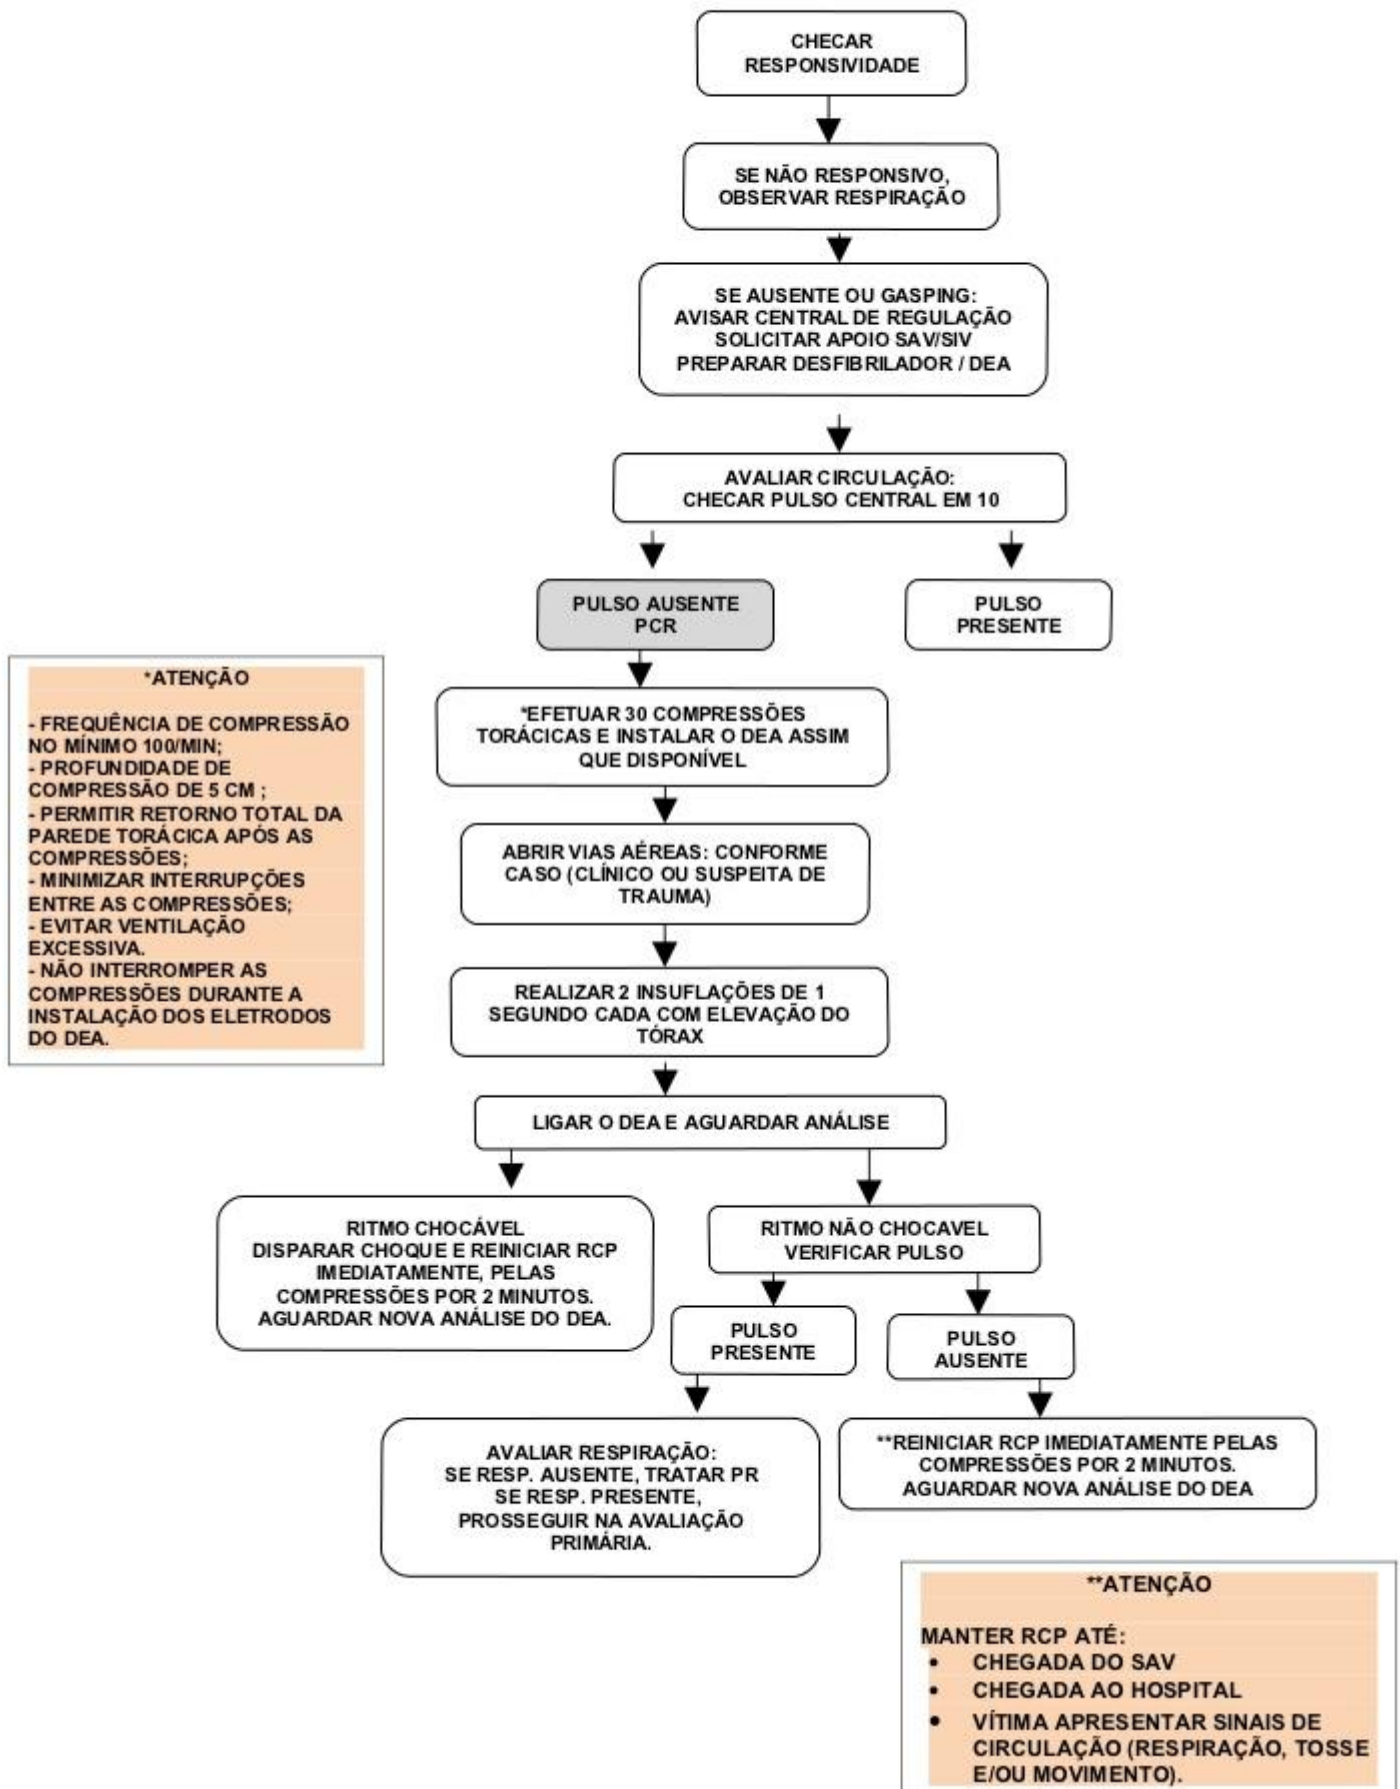 CHECAR
RESPONSIVIDADE
SE NÃO RESPONSIVO,
OBSERVAR RESPIRAÇÃO
SE AUSENTE OU GASPING:
AVISAR CENTRAL DE REGULAÇÃO
SOLICITAR APOIO SAV/SIV
PREPARAR DESFIBRILADOR / DEA
AVALIAR CIRCULAÇÃO:
CHECAR PULSO CENTRAL EM 10
PULSO AUSENTE
PCR
PULSO
PRESENTE
*ATENÇÃO
- FREQUÊNCIA DE COMPRESSÃO
NO MÍNIMO 100/MIN;
- PROFUNDIDADE DE
COMPRESSÃO DE 5 CM ;
- PERMITIR RETORNO TOTAL DA
PAREDE TORÁCICA APÓS AS
COMPRESSÕES;
- MINIMIZAR INTERRUPÇÕES
ENTRE AS COMPRESSÕES;
- EVITAR VENTILAÇÃO
EXCESSIVA.
- NÃO INTERROMPER AS
COMPRESSÕES DURANTE A
INSTALAÇÃO DOS ELETRODOS
DO DEA.
*EFETUAR 30 COMPRESSÕES
TORÁCICAS E INSTALAR O DEA ASSIM
QUE DISPONÍVEL
ABRIR VIAS AÉREAS: CONFORME
CASO (CLÍNICO OU SUSPEITA DE
TRAUMA)
REALIZAR 2 INSUFLAÇÕES DE 1
SEGUNDO CADA COM ELEVAÇÃO DO
TÓRAX
LIGAR O DEA E AGUARDAR ANÁLISE
RITMO CHOCÁVEL
DISPARAR CHOQUE E REINICIAR RCP
IMEDIATAMENTE, PELAS
COMPRESSÕES POR 2 MINUTOS.
AGUARDAR NOVA ANÁLISE DO DEA.
RITMO NÃO CHOCAVEL
VERIFICAR PULSO
PULSO
PRESENTE
PULSO
AUSENTE
AVALIAR RESPIRAÇÃO:
SE RESP. AUSENTE, TRATAR PR
SE RESP. PRESENTE,
PROSSEGUIR NA AVALIAÇÃO
PRIMÁRIA.
**REINICIAR RCP IMEDIATAMENTE PELAS
COMPRESSÕES POR 2 MINUTOS.
AGUARDAR NOVA ANÁLISE DO DEA
**ATENÇÃO
MANTER RCP ATÉ:
• CHEGADA DO SAV
• CHEGADA AO HOSPITAL
• VÍTIMA APRESENTAR SINAIS DE
CIRCULAÇÃO (RESPIRAÇÃO, TOSSE
E/OU MOVIMENTO).